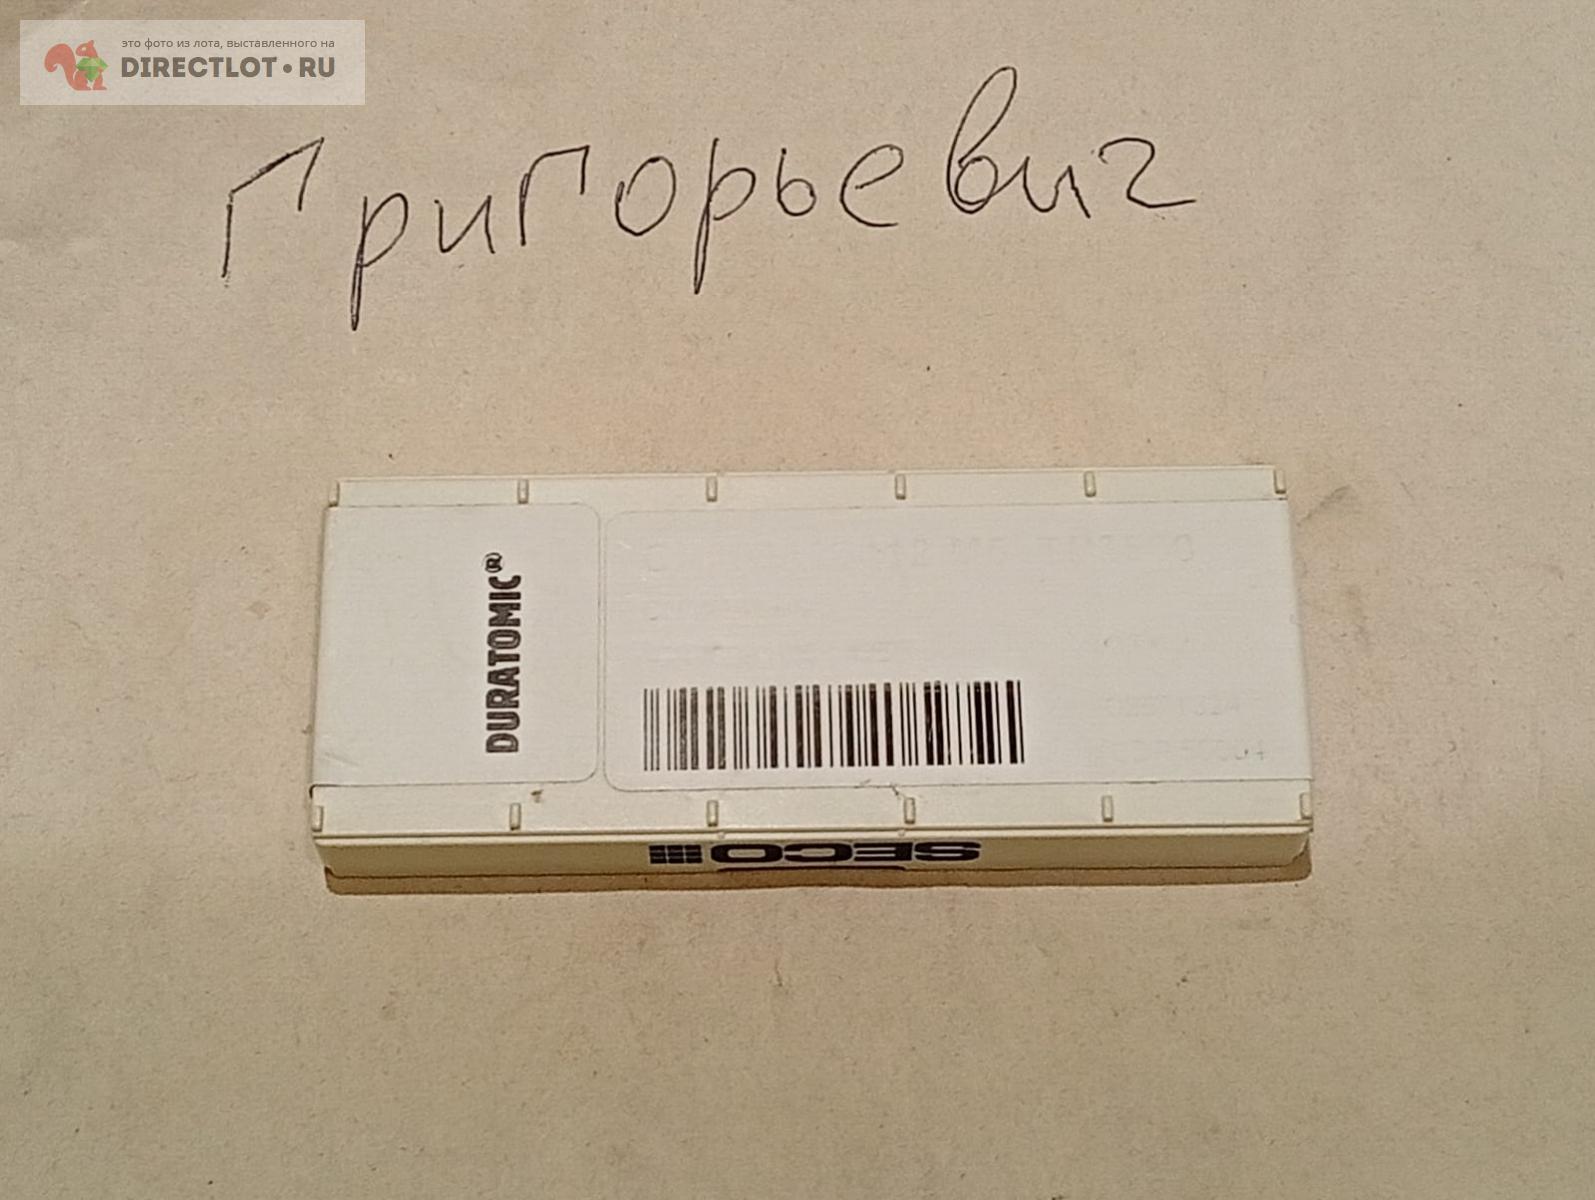 это фото из лота, выставленного на
DIRECTLOT.RU
Григорьевич
DURATOMIC®
SECO